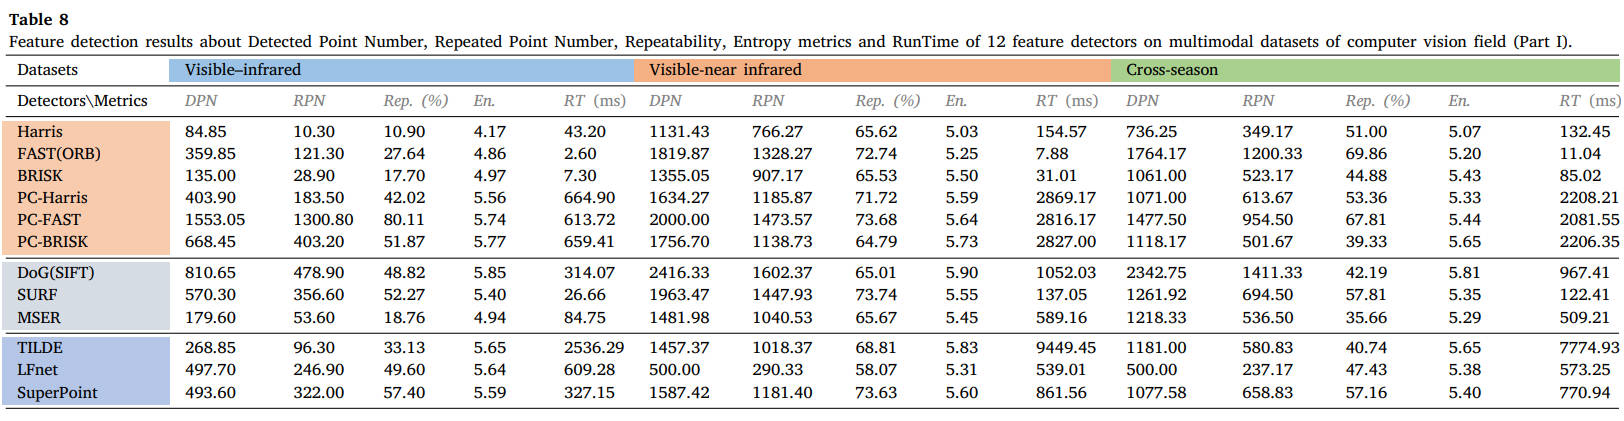 Table 8
Feature detection results about Detected Point Number, Repeated Point Number, Repeatability, Entropy metrics and RunTime of 12 feature detectors on multimodal datasets of computer vision field (Part I).
Datasets Visible–infrared Visible-near infrared Cross-season
Detectors\Metrics DPN RPN Rep. (%) En. RT (ms) DPN RPN Rep. (%) En. RT (ms) DPN RPN Rep. (%) En. RT (ms)
Harris 84.85 10.30 10.90 4.17 43.20 1131.43 766.27 65.62 5.03 154.57 736.25 349.17 51.00 5.07 132.45
FAST(ORB) 359.85 121.30 27.64 4.86 2.60 1819.87 1328.27 72.74 5.25 7.88 1764.17 1200.33 69.86 5.20 11.04
BRISK 135.00 28.90 17.70 4.97 7.30 1355.05 907.17 65.53 5.50 31.01 1061.00 523.17 44.88 5.43 85.02
PC-Harris 403.90 183.50 42.02 5.56 664.90 1634.27 1185.87 71.72 5.59 2869.17 1071.00 613.67 53.36 5.33 2208.21
PC-FAST 1553.05 1300.80 80.11 5.74 613.72 2000.00 1473.57 73.68 5.64 2816.17 1477.50 954.50 67.81 5.44 2081.55
PC-BRISK 668.45 403.20 51.87 5.77 659.41 1756.70 1138.73 64.79 5.73 2827.00 1118.17 501.67 39.33 5.65 2206.35
DoG(SIFT) 810.65 478.90 48.82 5.85 314.07 2416.33 1602.37 65.01 5.90 1052.03 2342.75 1411.33 42.19 5.81 967.41
SURF 570.30 356.60 52.27 5.40 26.66 1963.47 1447.93 73.74 5.55 137.05 1261.92 694.50 57.81 5.35 122.41
MSER 179.60 53.60 18.76 4.94 84.75 1481.98 1040.53 65.67 5.45 589.16 1218.33 536.50 35.66 5.29 509.21
TILDE 268.85 96.30 33.13 5.65 2536.29 1457.37 1018.37 68.81 5.83 9449.45 1181.00 580.83 40.74 5.65 7774.93
LFnet 497.70 246.90 49.60 5.64 609.28 500.00 290.33 58.07 5.31 539.01 500.00 237.17 47.43 5.38 573.25
SuperPoint 493.60 322.00 57.40 5.59 327.15 1587.42 1181.40 73.63 5.60 861.56 1077.58 658.83 57.16 5.40 770.94